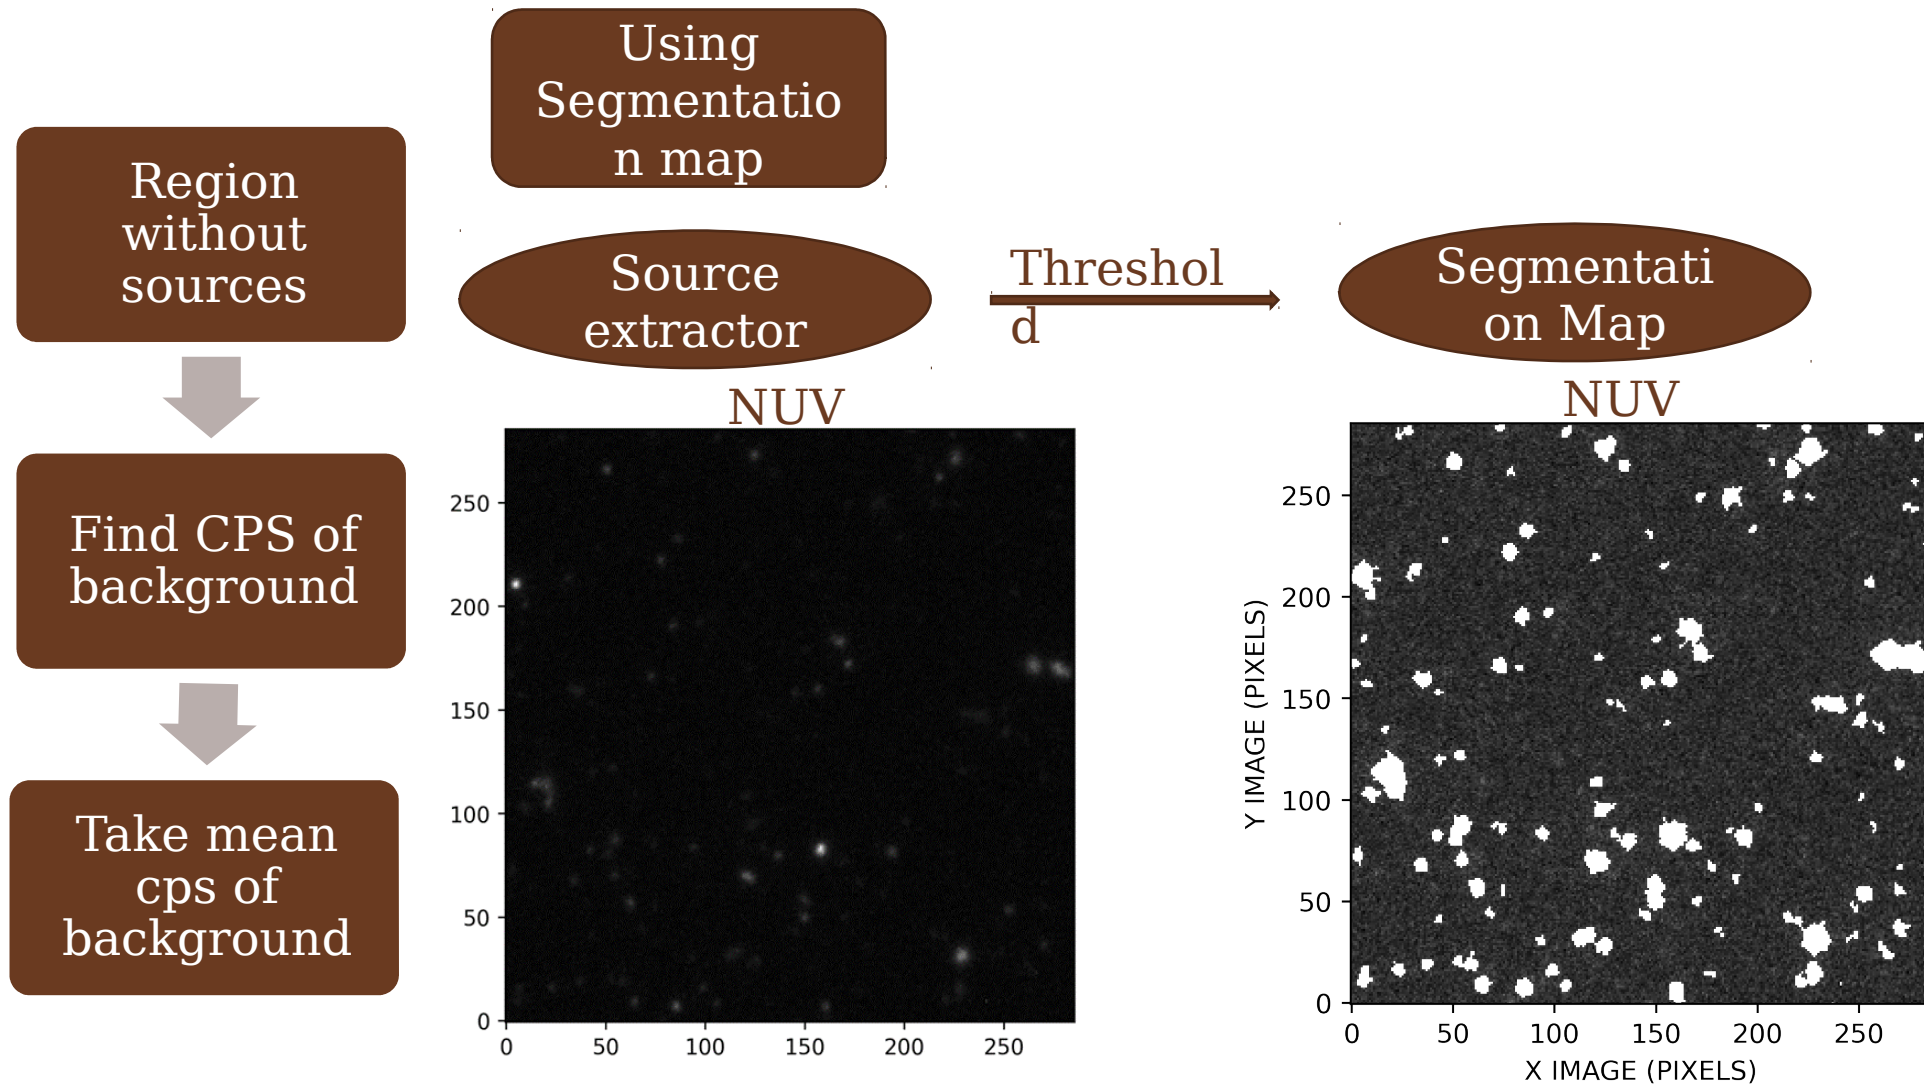 Using
Segmentatio
n map
Region
without
sources
Find CPS of
background
Take mean
cps of
background
Source
extractor
Threshol
d
Segmentati
on Map
NUV
250
200
150
100
50
0
0
50
100
150
200
250
NUV
Y IMAGE (PIXELS)
250
200
150
100
50
0
0
50
100
150
200
250
X IMAGE (PIXELS)